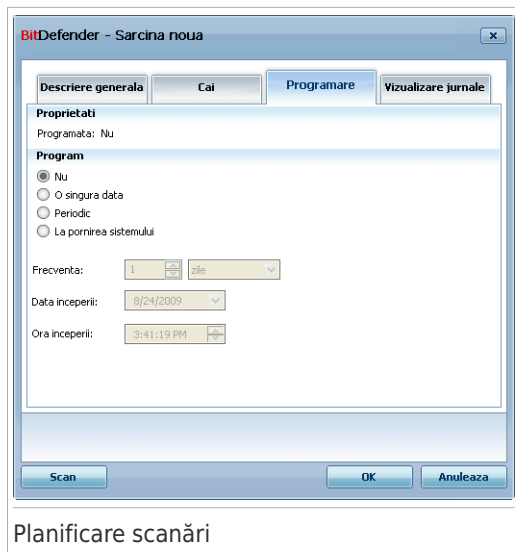 BitDefender - Sarcina noua
Descriere generala Cai Programare Vizualizare jurnale
Proprietati
Programata: Nu
Program
Nu
O singura data
Periodic
La pornirea sistemului
Frecventa: 1 zile
Data inceperii: 8/24/2009
Ora inceperii: 3:41:19 PM
Scan OK Anuleaza
Planificare scanări